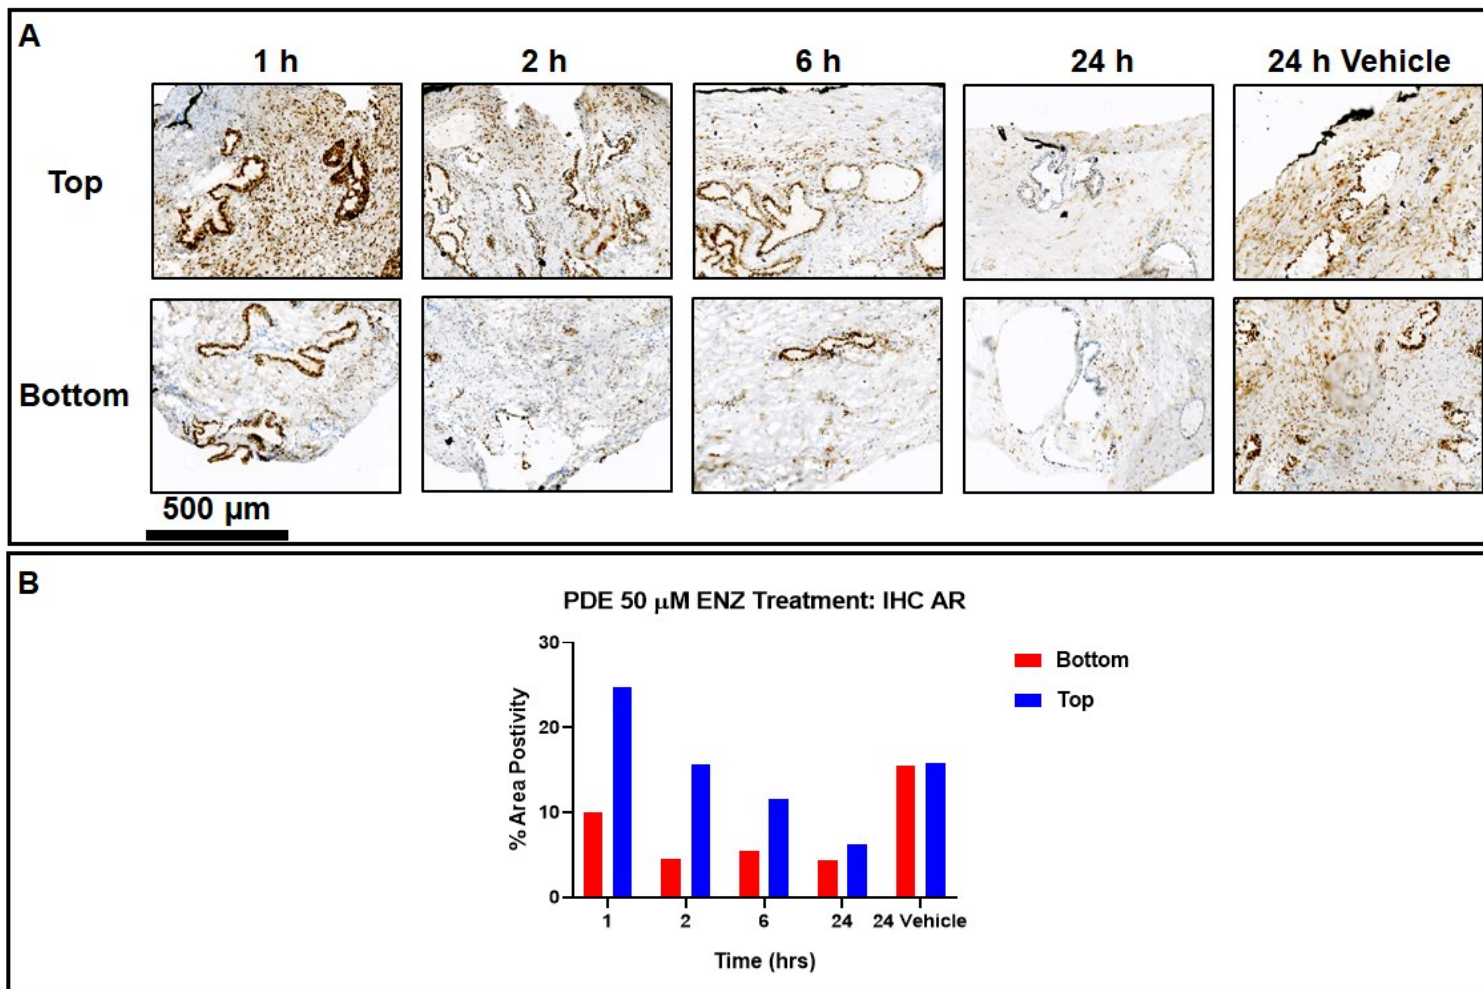 A
1 h 2 h 6 h 24 h 24 h Vehicle
Top
Bottom
500 µm
B
PDE 50 µM ENZ Treatment: IHC AR
30
20
10
0
% Area Postivity
Bottom
Top
1 2 6 24 24 Vehicle
Time (hrs)